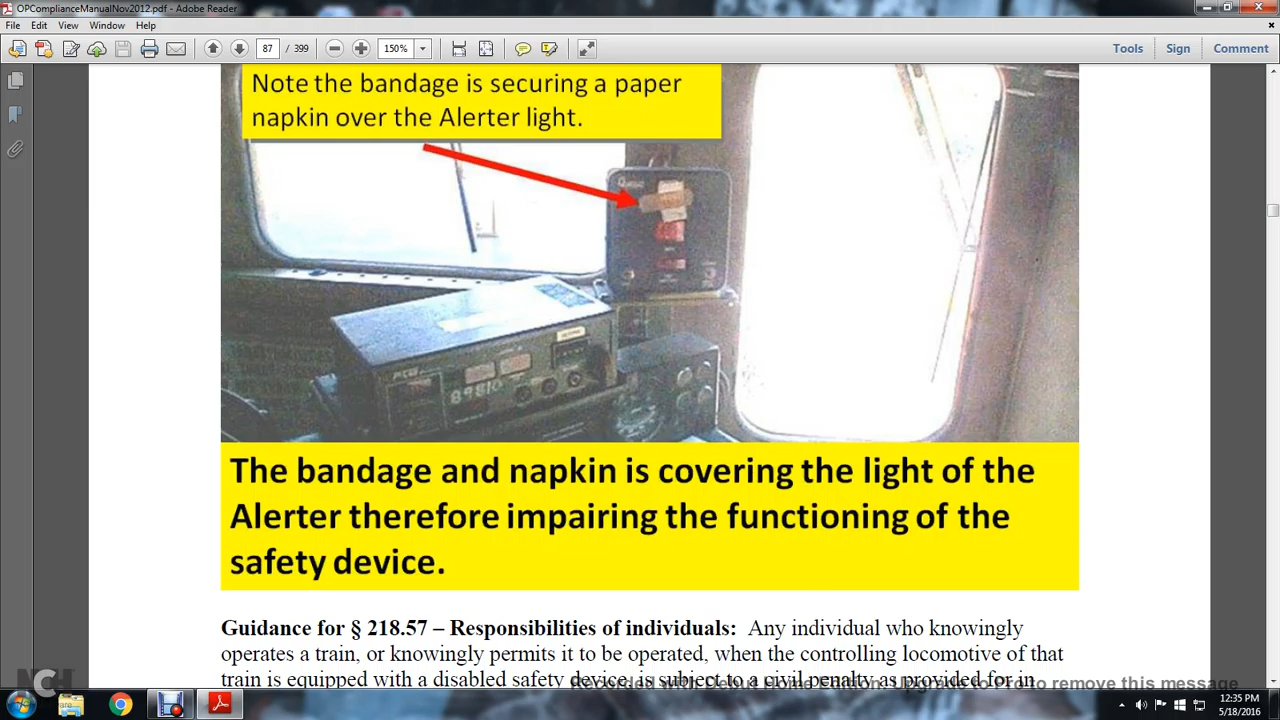 OPComplianceManualNov2012.pdf - Adobe Reader
File Edit View Window Help
87 / 399 150% Tools Sign Comment
Note the bandage is securing a paper
napkin over the Alerter light.
89810
The bandage and napkin is covering the light of the
Alerter therefore impairing the functioning of the
safety device.
Guidance for § 218.57 – Responsibilities of individuals: Any individual who knowingly
operates a train, or knowingly permits it to be operated, when the controlling locomotive of that
train is equipped with a disabled safety device, is subject to a civil penalty as provided for in
NCH
to remove this message
12:35 PM
5/18/2016